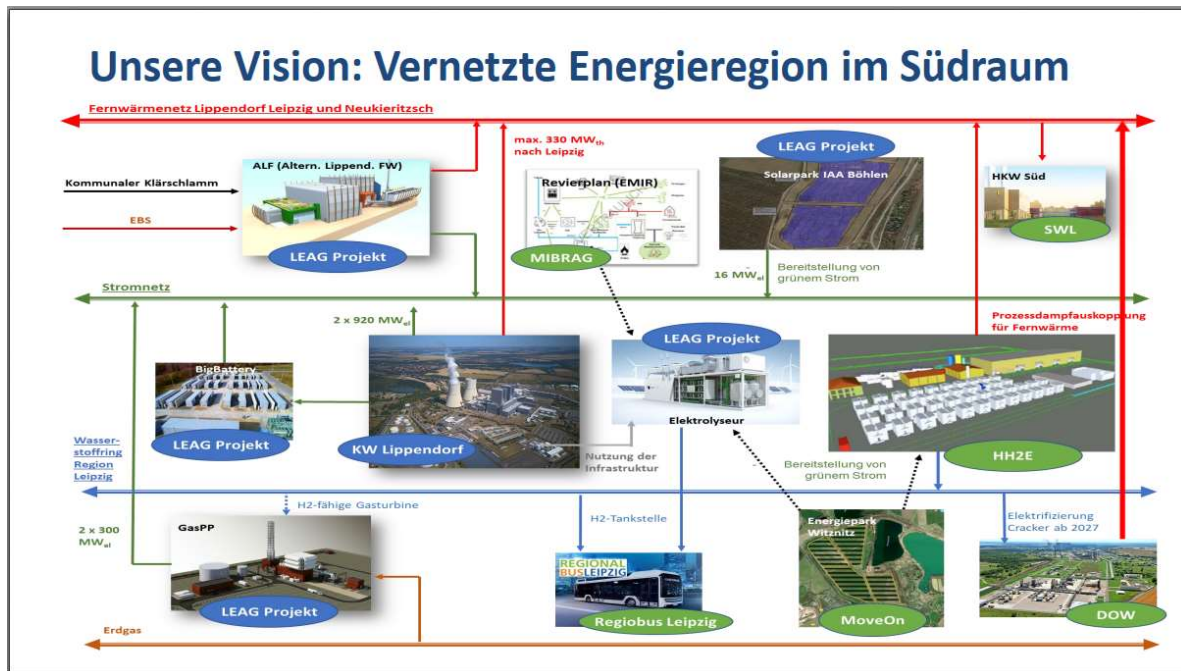 Unsere Vision: Vernetzte Energieregion im Südraum
Fernwärmenetz Lippendorf Leipzig und Neukieritzsch
ALF (Altern. Lippend. FW)
Kommunaler Klärschlamm
EBS
LEAG Projekt
max. 330 MWth
nach Leipzig
Revierplan (EMIR)
MIBRAG
LEAG Projekt
Solarpark IAA Böhlen
HKW Süd
SWL
16 MWel
Bereitstellung von
grünem Strom
Stromnetz
2 x 920 MWel
BigBattery
LEAG Projekt
KW Lippendorf
LEAG Projekt
Elektrolyseur
Nutzung der
Infrastruktur
Prozessdampfauskopplung
für Fernwärme
HH2E
Bereitstellung von
grünem Strom
Wasser-
stoffring
Region
Leipzig
H2-fähige Gasturbine
2 x 300
MWel
GasPP
LEAG Projekt
H2-Tankstelle
REGIONAL
BUSLEIPZIG
Regiobus Leipzig
Energiepark
Witznitz
MoveOn
Elektrifizierung
Cracker ab 2027
DOW
Erdgas